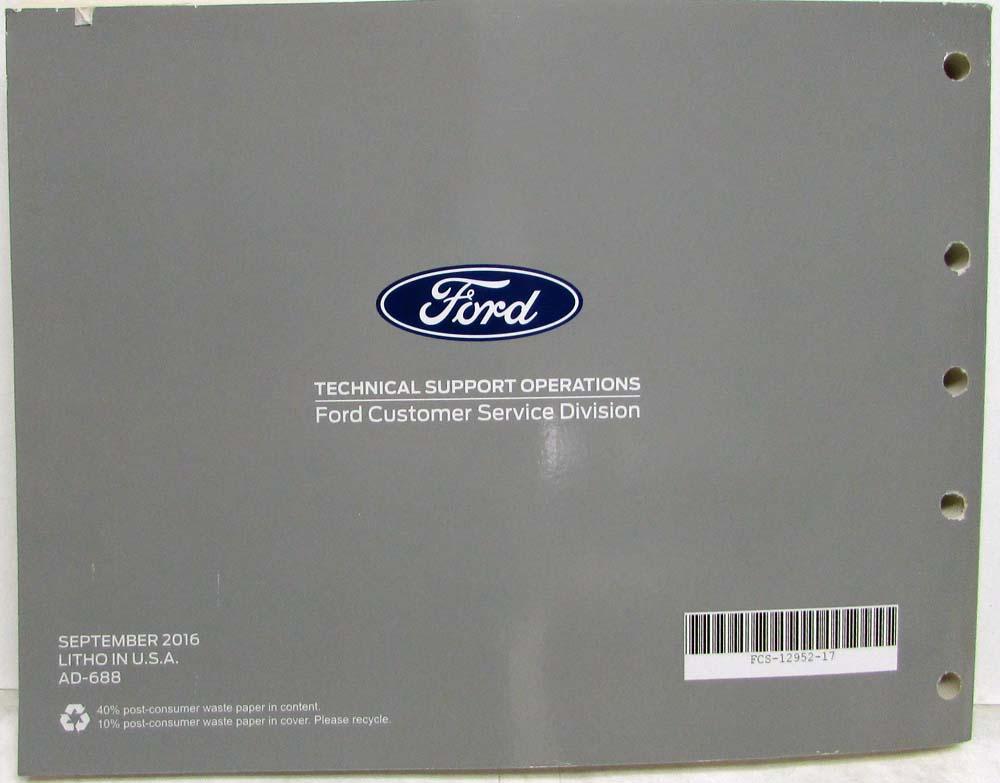 Ford
TECHNICAL SUPPORT OPERATIONS
Ford Customer Service Division
SEPTEMBER 2016
LITHO IN U.S.A.
AD-688
40% post-consumer waste paper in content.
10% post-consumer waste paper in cover. Please recycle.
FCS-12952-17